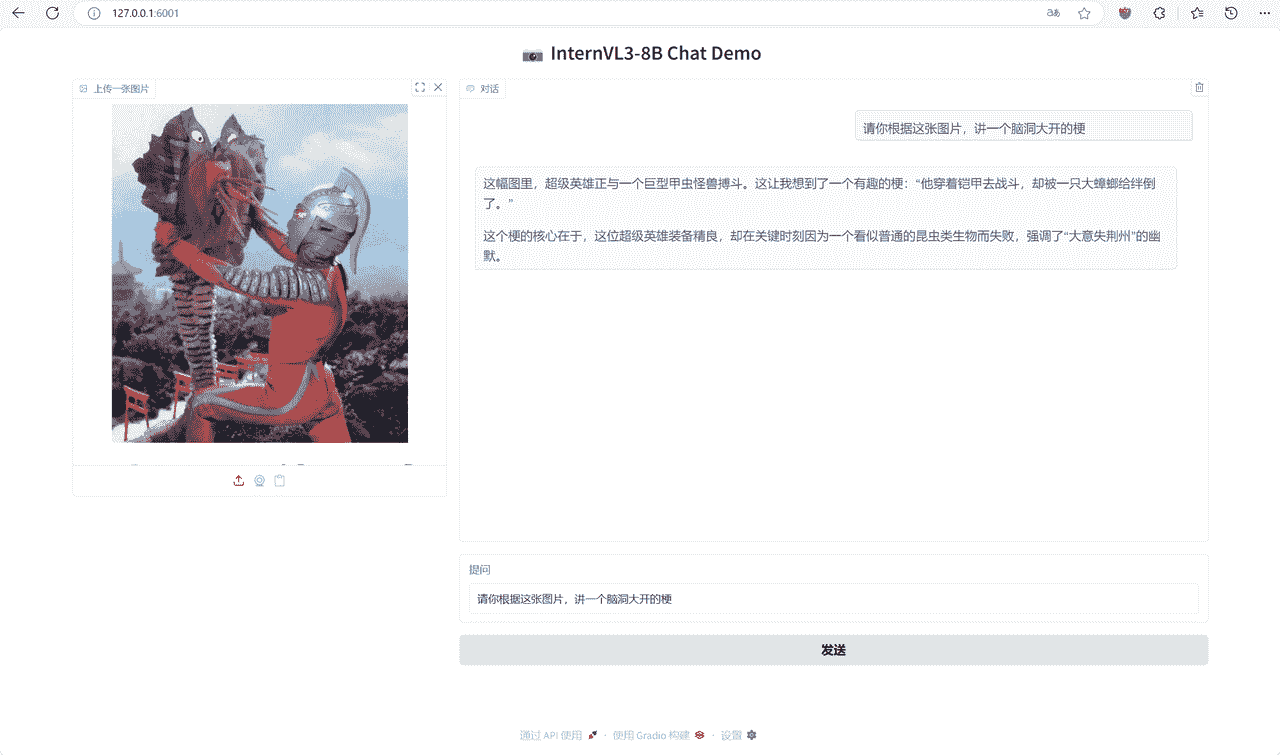 127.0.0.1:6001
aあ
InternVL3-8B Chat Demo
上传一张图片
对话
请你根据这张图片，讲一个脑洞大开的梗
这幅图里，超级英雄正与一个巨型甲虫怪兽搏斗。这让我想到了一个有趣的梗：“他穿着铠甲去战斗，却被一只大蟑螂给绊倒
了。”
这个梗的核心在于，这位超级英雄装备精良，却在关键时刻因为一个看似普通的昆虫类生物而失败，强调了“大意失荆州”的幽
默。
提问
请你根据这张图片，讲一个脑洞大开的梗
发送
通过 API 使用 · 使用 Gradio 构建 · 设置